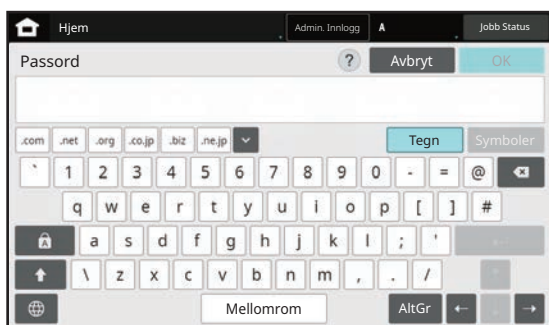 Hjem Admin. Innlogg A Jobb Status
Passord ? Avbryt OK
.com .net .org .co.jp .biz .ne.jp Tegn Symboler
` 1 2 3 4 5 6 7 8 9 0 - = @
q w e r t y u i o p [ ] #
A a s d f g h j k l ; '
\ z x c v b n m , . /
Mellomrom AltGr